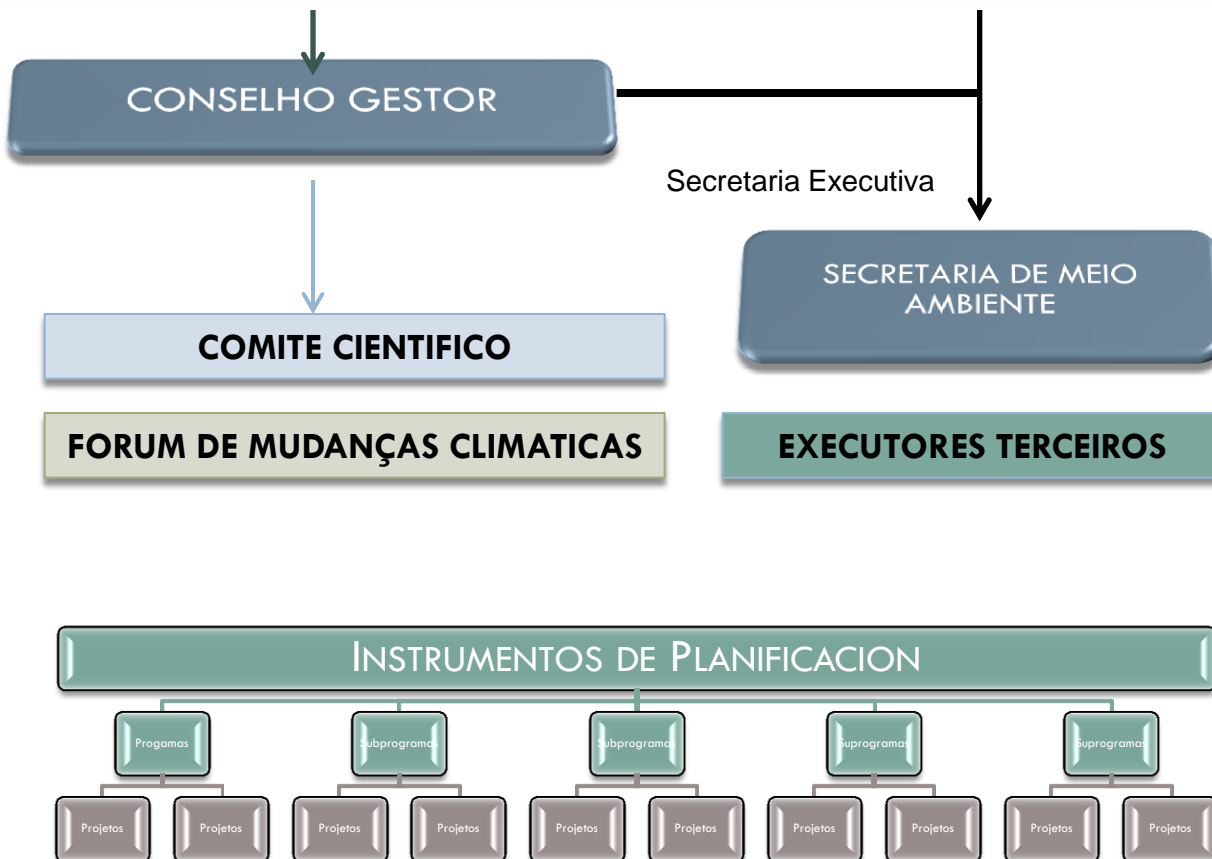 CONSELHO GESTOR
Secretaria Executiva
SECRETARIA DE MEIO
AMBIENTE
COMITE CIENTIFICO
FORUM DE MUDANÇAS CLIMATICAS
EXECUTORES TERCEIROS
INSTRUMENTOS DE PLANIFICACION
Progamas
Subprogramas
Subprogramas
Suprogramas
Suprogramas
Projetos
Projetos
Projetos
Projetos
Projetos
Projetos
Projetos
Projetos
Projetos
Projetos